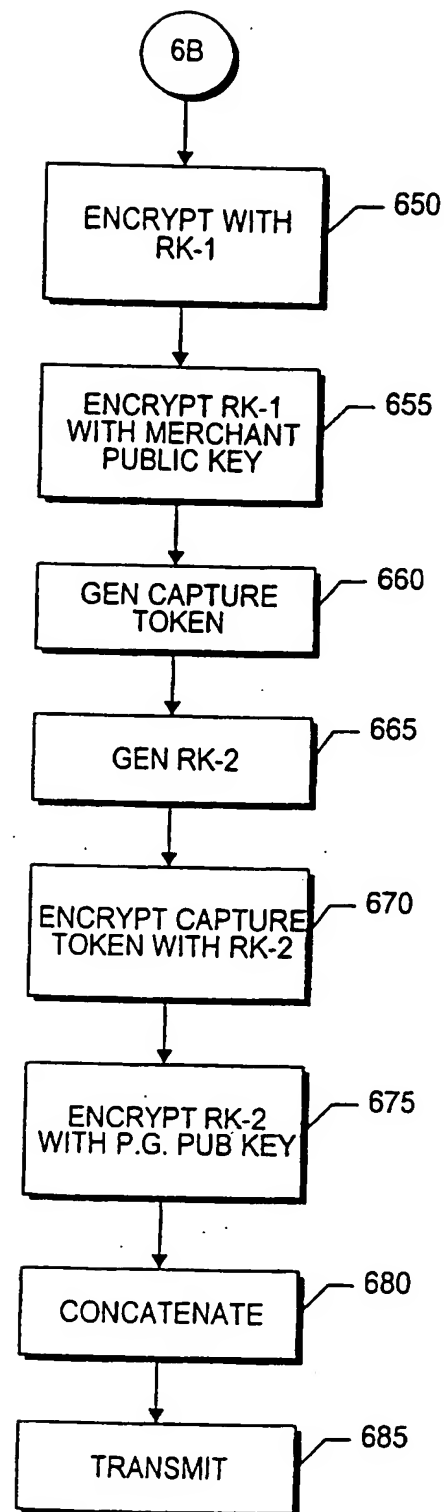 6B
ENCRYPT WITH
RK-1
650
ENCRYPT RK-1
WITH MERCHANT
PUBLIC KEY
655
GEN CAPTURE
TOKEN
660
GEN RK-2
665
ENCRYPT CAPTURE
TOKEN WITH RK-2
670
ENCRYPT RK-2
WITH P.G. PUB KEY
675
CONCATENATE
680
TRANSMIT
685